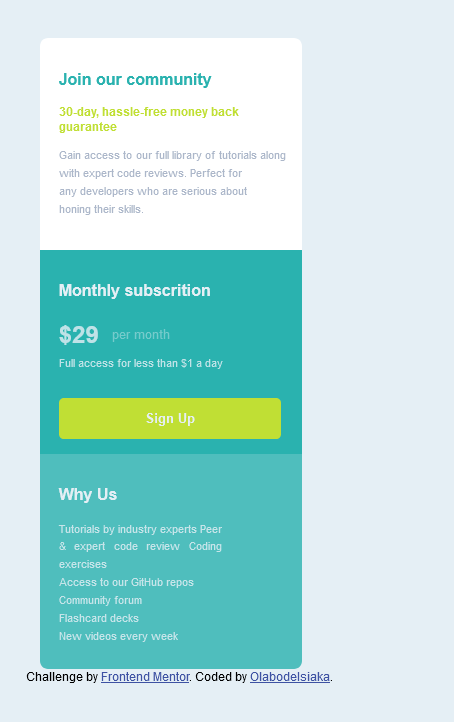 Join our community
30-day, hassle-free money back
guarantee
Gain access to our full library of tutorials along
with expert code reviews. Perfect for
any developers who are serious about
honing their skills.
Monthly subscrition
$29 per month
Full access for less than $1 a day
Sign Up
Why Us
Tutorials by industry experts Peer
& expert code review Coding
exercises
Access to our GitHub repos
Community forum
Flashcard decks
New videos every week
Challenge by Frontend Mentor. Coded by Olabodelsiaka.